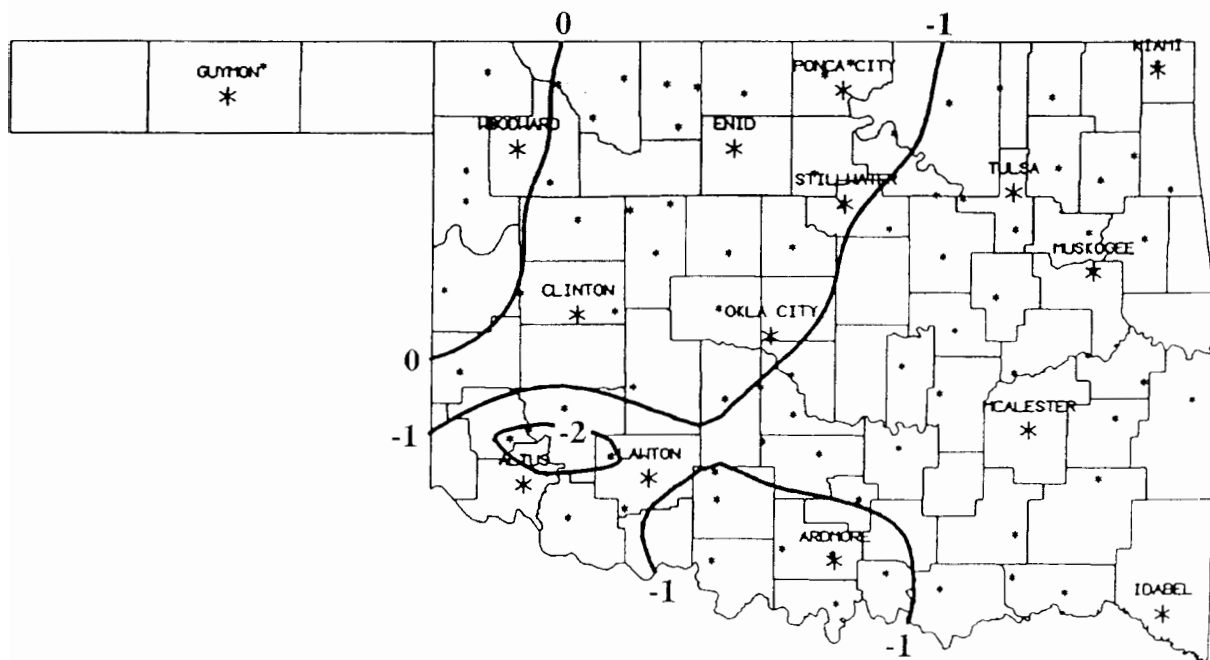 0 -1
GUYMON
PONCA CITY
MIAMI
WOODWARD
ENID
STILLWATER
TULSA
MUSKOGEE
CLINTON
OKLA CITY
0
MCALESTER
-1
-2
ALTUS
LAWTON
ARDMORE
-1
IDABEL
-1